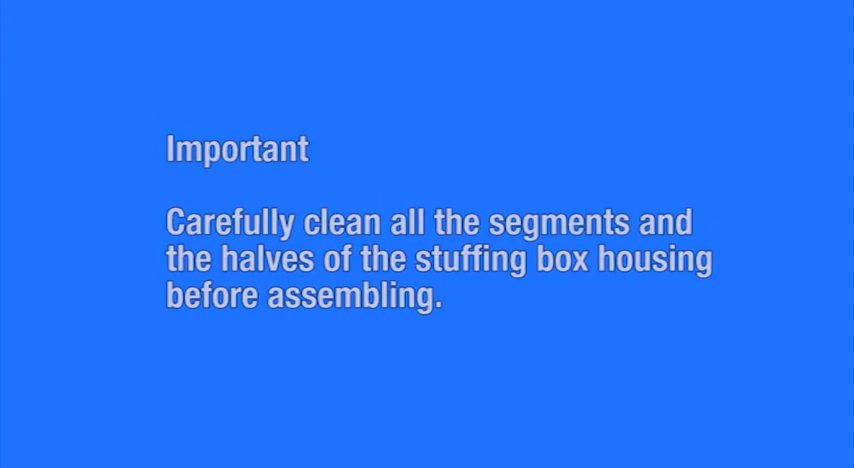 Important
Carefully clean all the segments and
the halves of the stuffing box housing
before assembling.